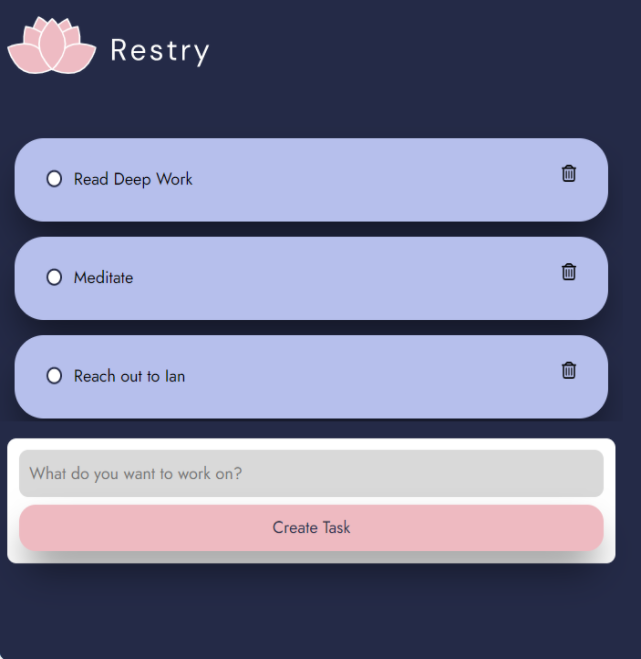 Restry
Read Deep Work
Meditate
Reach out to Ian
What do you want to work on?
Create Task